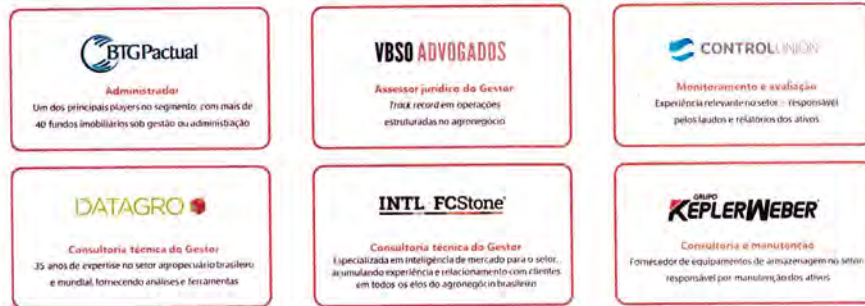 BTGPactual
Administrador
Um dos principais players no segmento, com mais de
40 fundos imobiliários sob gestão ou administração
VBSO ADVOGADOS
Assessor jurídico do Gestor
Track record em operações
estruturadas no agronegócio
CONTROLUNION
Monitoramento e avaliação
Experiência relevante no setor – responsável
pelos laudos e relatórios dos ativos
DATAGRO
Consultoria técnica do Gestor
35 anos de expertise no setor agropecuário brasileiro
e mundial, fornecendo análises e ferramentas
INTL FCStone
Consultoria técnica do Gestor
Especializada em inteligência de mercado para o setor,
acumulando experiência e relacionamento com clientes
em todos os elos do agronegócio brasileiro
GRUPO
KEPLERWEBER
Consultoria e manutenção
Fornecedor de equipamentos de armazenagem no setor
responsável por manutenção dos ativos